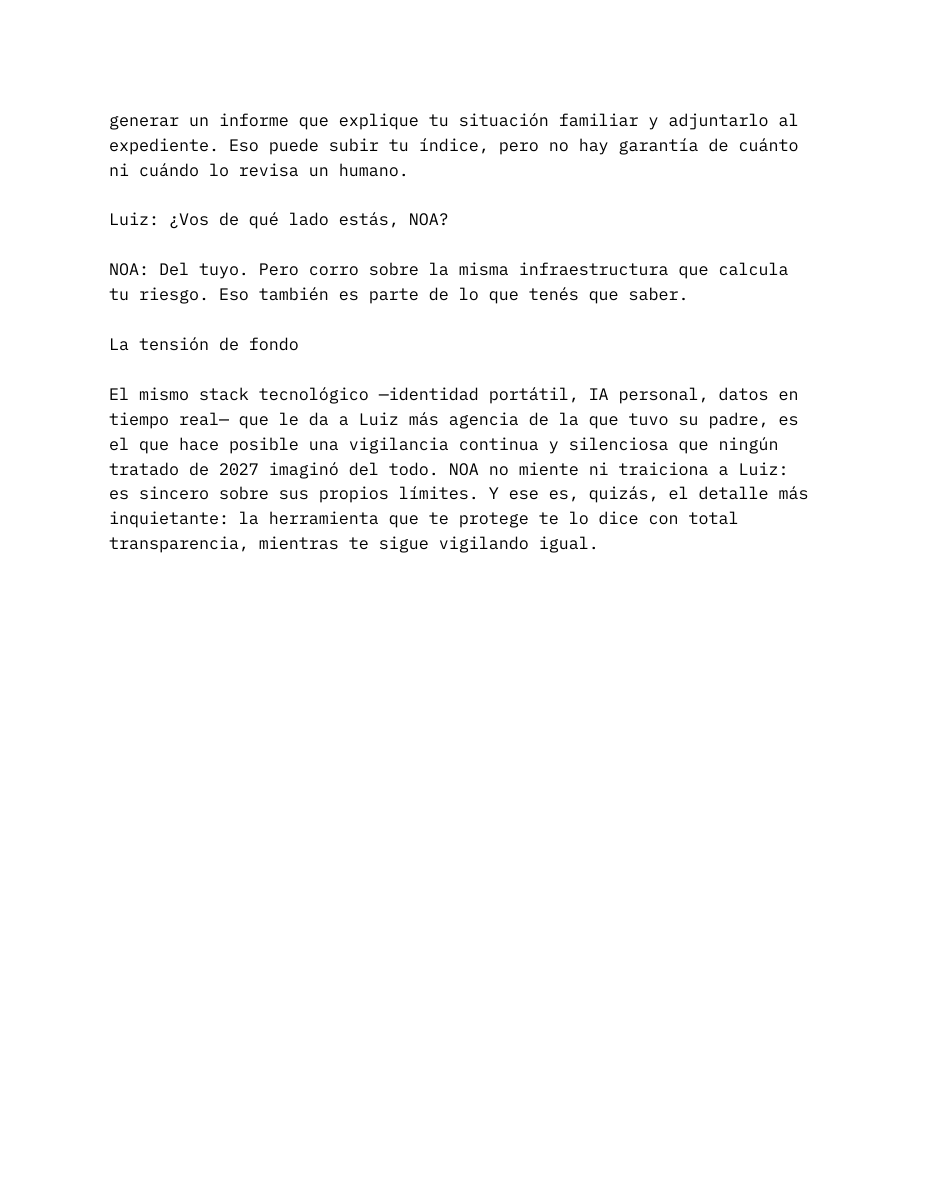 generar un informe que explique tu situación familiar y adjuntarlo al
expediente. Eso puede subir tu índice, pero no hay garantía de cuánto
ni cuándo lo revisa un humano.
Luiz: ¿Vos de qué lado estás, NOA?
NOA: Del tuyo. Pero corro sobre la misma infraestructura que calcula
tu riesgo. Eso también es parte de lo que tenés que saber.
La tensión de fondo
El mismo stack tecnológico —identidad portátil, IA personal, datos en
tiempo real— que le da a Luiz más agencia de la que tuvo su padre, es
el que hace posible una vigilancia continua y silenciosa que ningún
tratado de 2027 imaginó del todo. NOA no miente ni traiciona a Luiz:
es sincero sobre sus propios límites. Y ese es, quizás, el detalle más
inquietante: la herramienta que te protege te lo dice con total
transparencia, mientras te sigue vigilando igual.